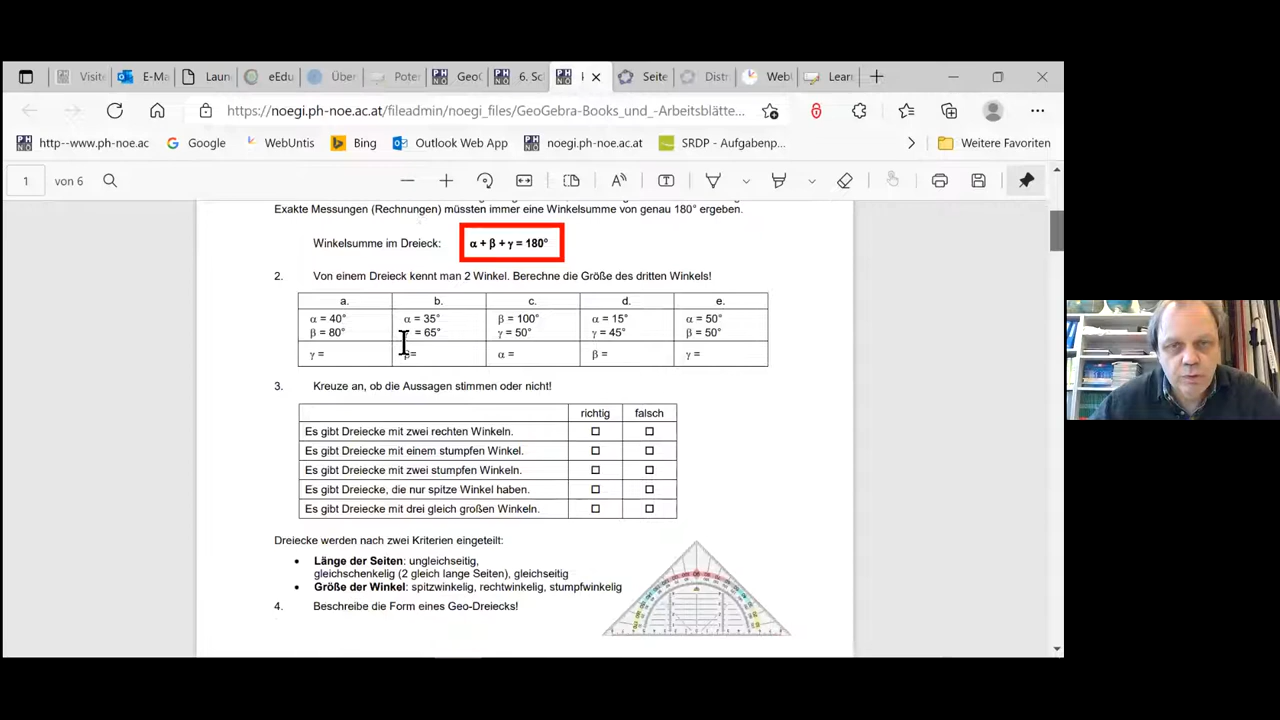 Visite
E-Ma
Laun
eEdu
Über
Poter
GeoG
6. Sc
Seite
Distr
WebU
Learn
https://noegi.ph-noe.ac.at/fileadmin/noegi_files/GeoGebra-Books_und_-Arbeitsblätte...
http--www.ph-noe.ac
Google
WebUntis
Bing
Outlook Web App
noegi.ph-noe.ac.at
SRDP - Aufgabenp...
Weitere Favoriten
1 von 6
Exakte Messungen (Rechnungen) müssten immer eine Winkelsumme von genau 180° ergeben.
Winkelsumme im Dreieck: α + β + γ = 180°
2. Von einem Dreieck kennt man 2 Winkel. Berechne die Größe des dritten Winkels!
a. b. c. d. e.
α = 40° α = 35° β = 100° α = 15° α = 50°
β = 80° = 65° γ = 50° γ = 45° β = 50°
γ = β= α = β = γ =
3. Kreuze an, ob die Aussagen stimmen oder nicht!
richtig falsch
Es gibt Dreiecke mit zwei rechten Winkeln.
Es gibt Dreiecke mit einem stumpfen Winkel.
Es gibt Dreiecke mit zwei stumpfen Winkeln.
Es gibt Dreiecke, die nur spitze Winkel haben.
Es gibt Dreiecke mit drei gleich großen Winkeln.
Dreiecke werden nach zwei Kriterien eingeteilt:
• Länge der Seiten: ungleichseitig,
gleichschenkelig (2 gleich lange Seiten), gleichseitig
• Größe der Winkel: spitzwinkelig, rechtwinkelig, stumpfwinkelig
4. Beschreibe die Form eines Geo-Dreiecks!